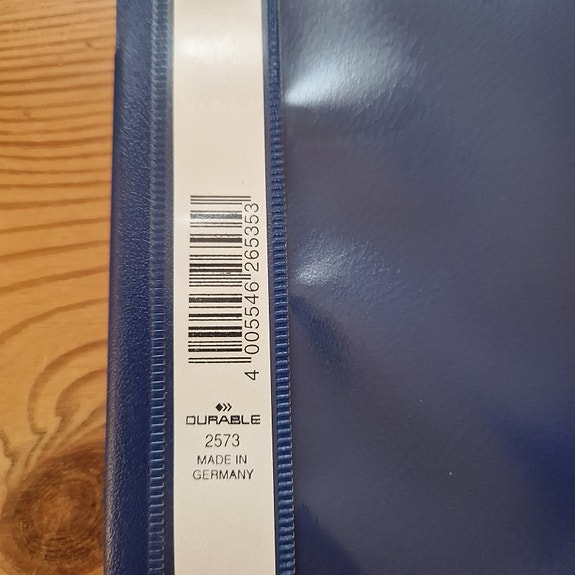 4 005546 265353
DURABLE
2573
MADE IN
GERMANY